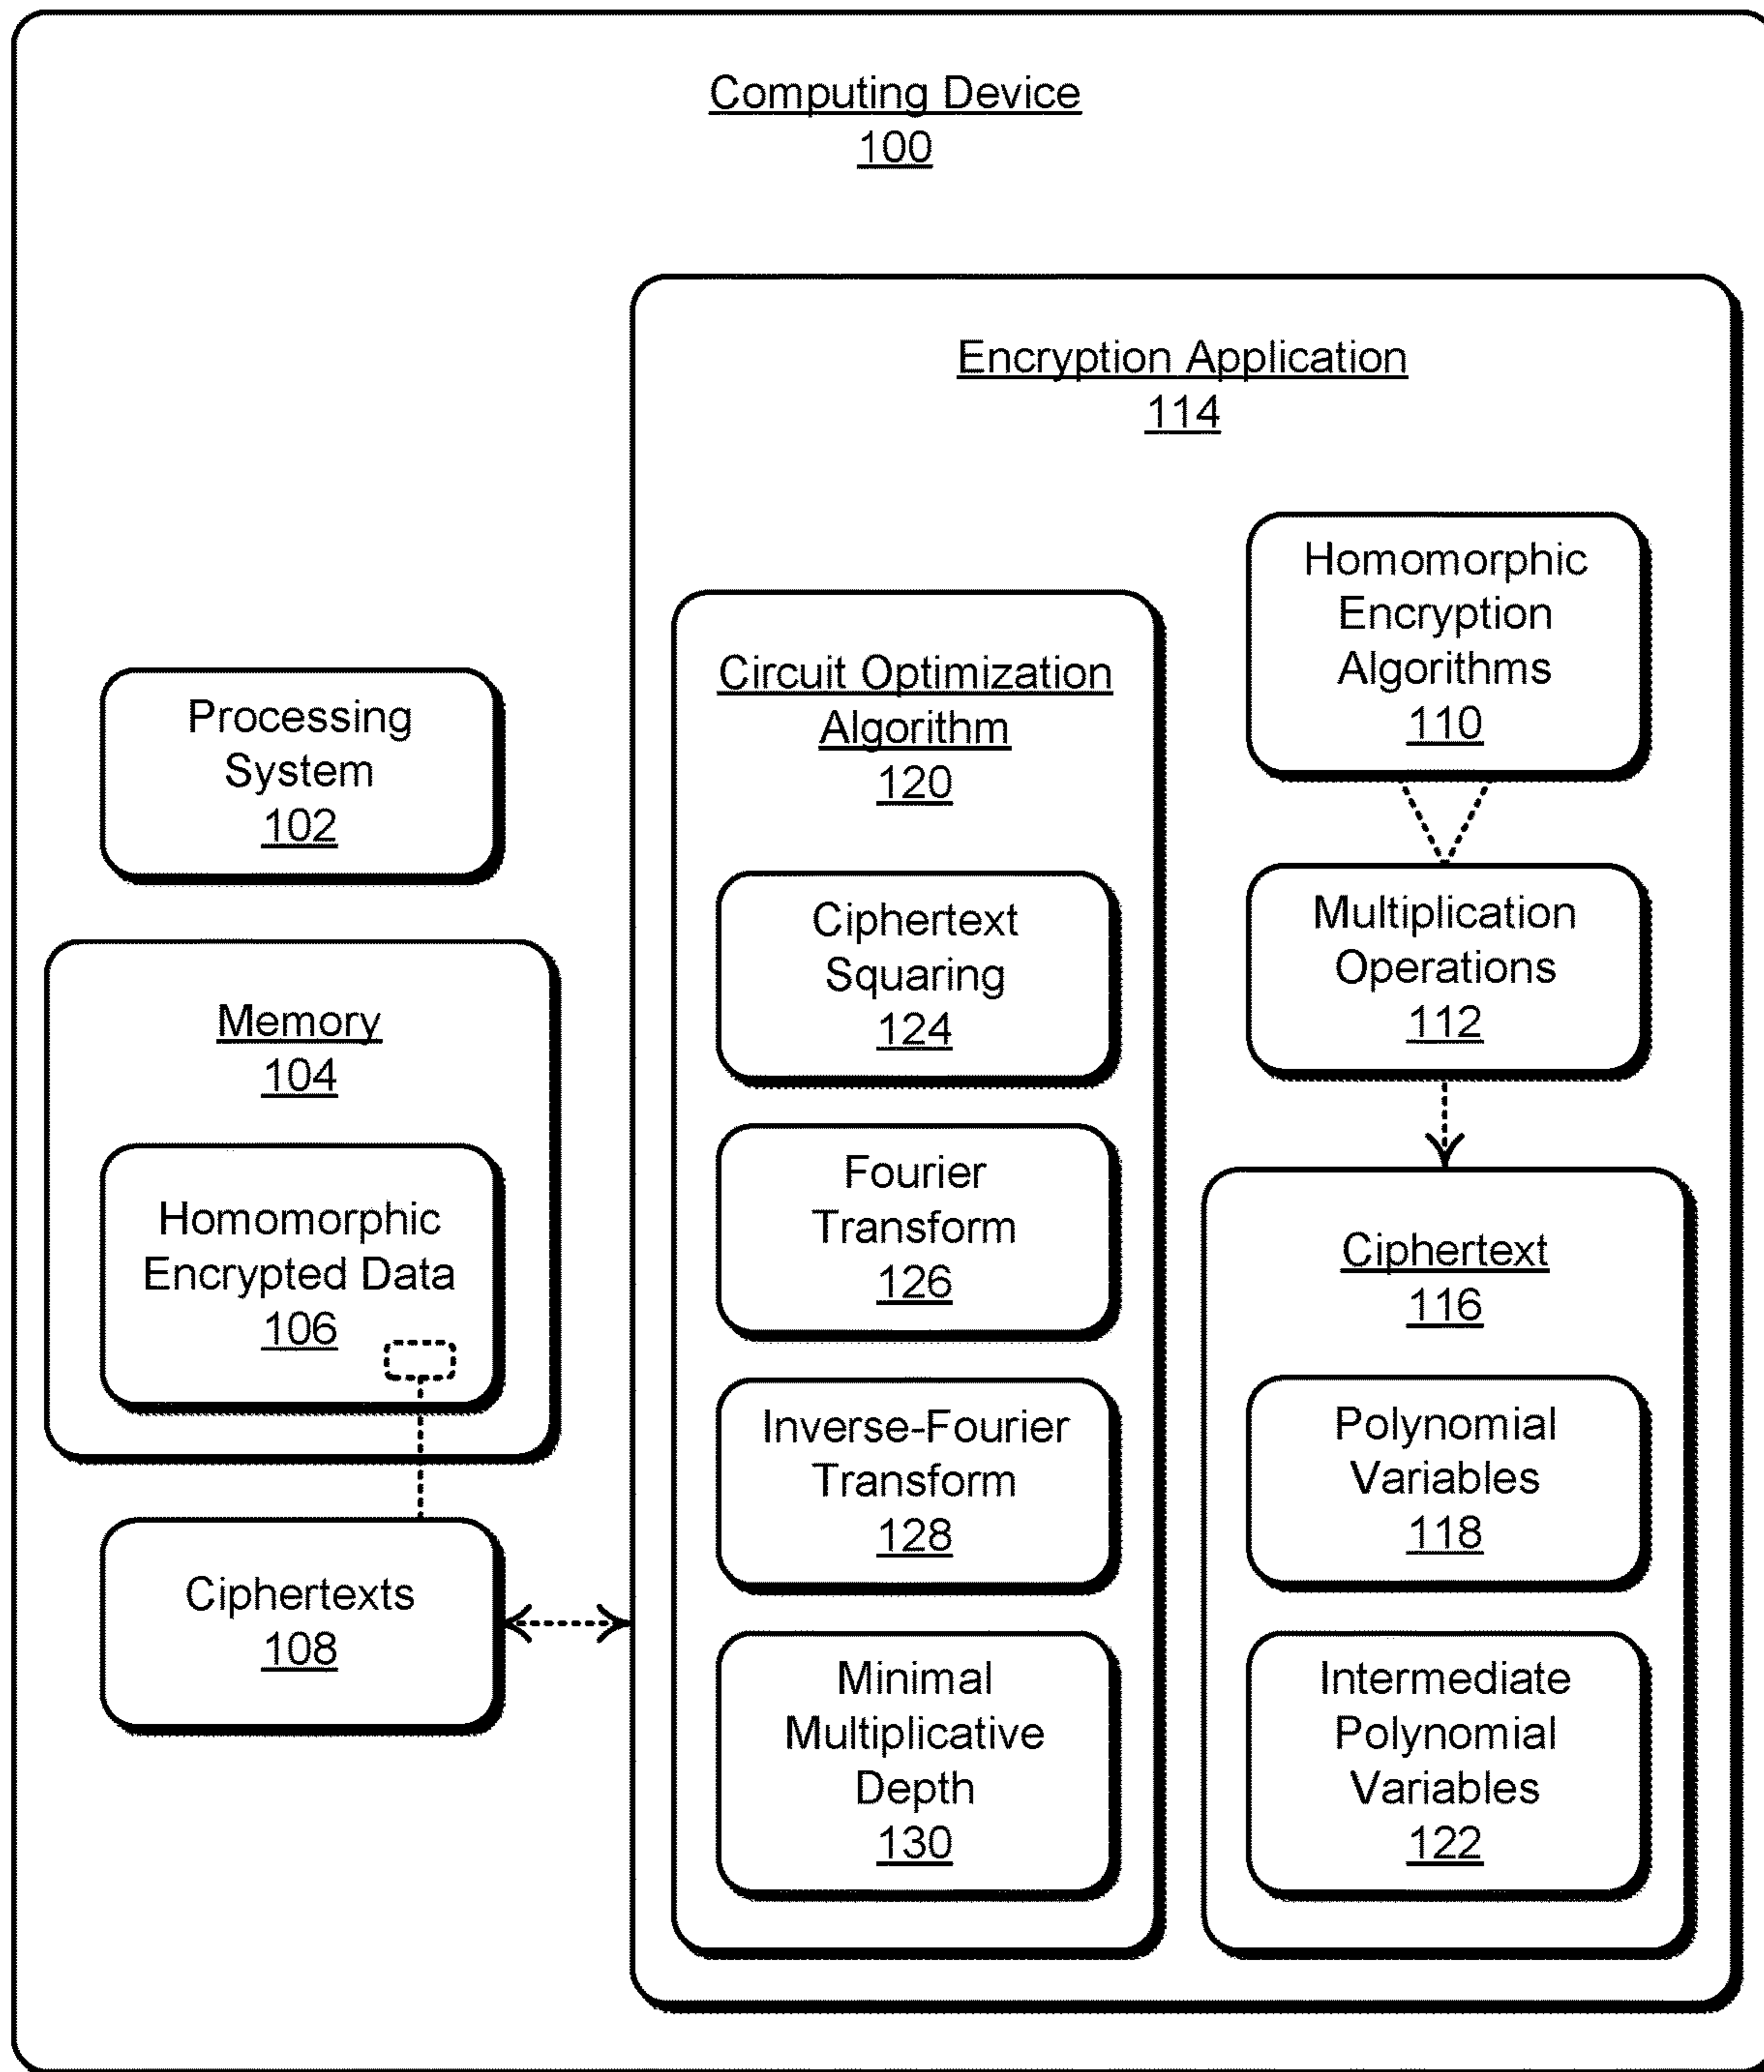 Computing Device
100
Encryption Application
114
Processing
System
102
Memory
104
Homomorphic
Encrypted Data
106
Ciphertexts
108
Circuit Optimization
Algorithm
120
Ciphertext
Squaring
124
Fourier
Transform
126
Inverse-Fourier
Transform
128
Minimal
Multiplicative
Depth
130
Homomorphic
Encryption
Algorithms
110
Multiplication
Operations
112
Ciphertext
116
Polynomial
Variables
118
Intermediate
Polynomial
Variables
122